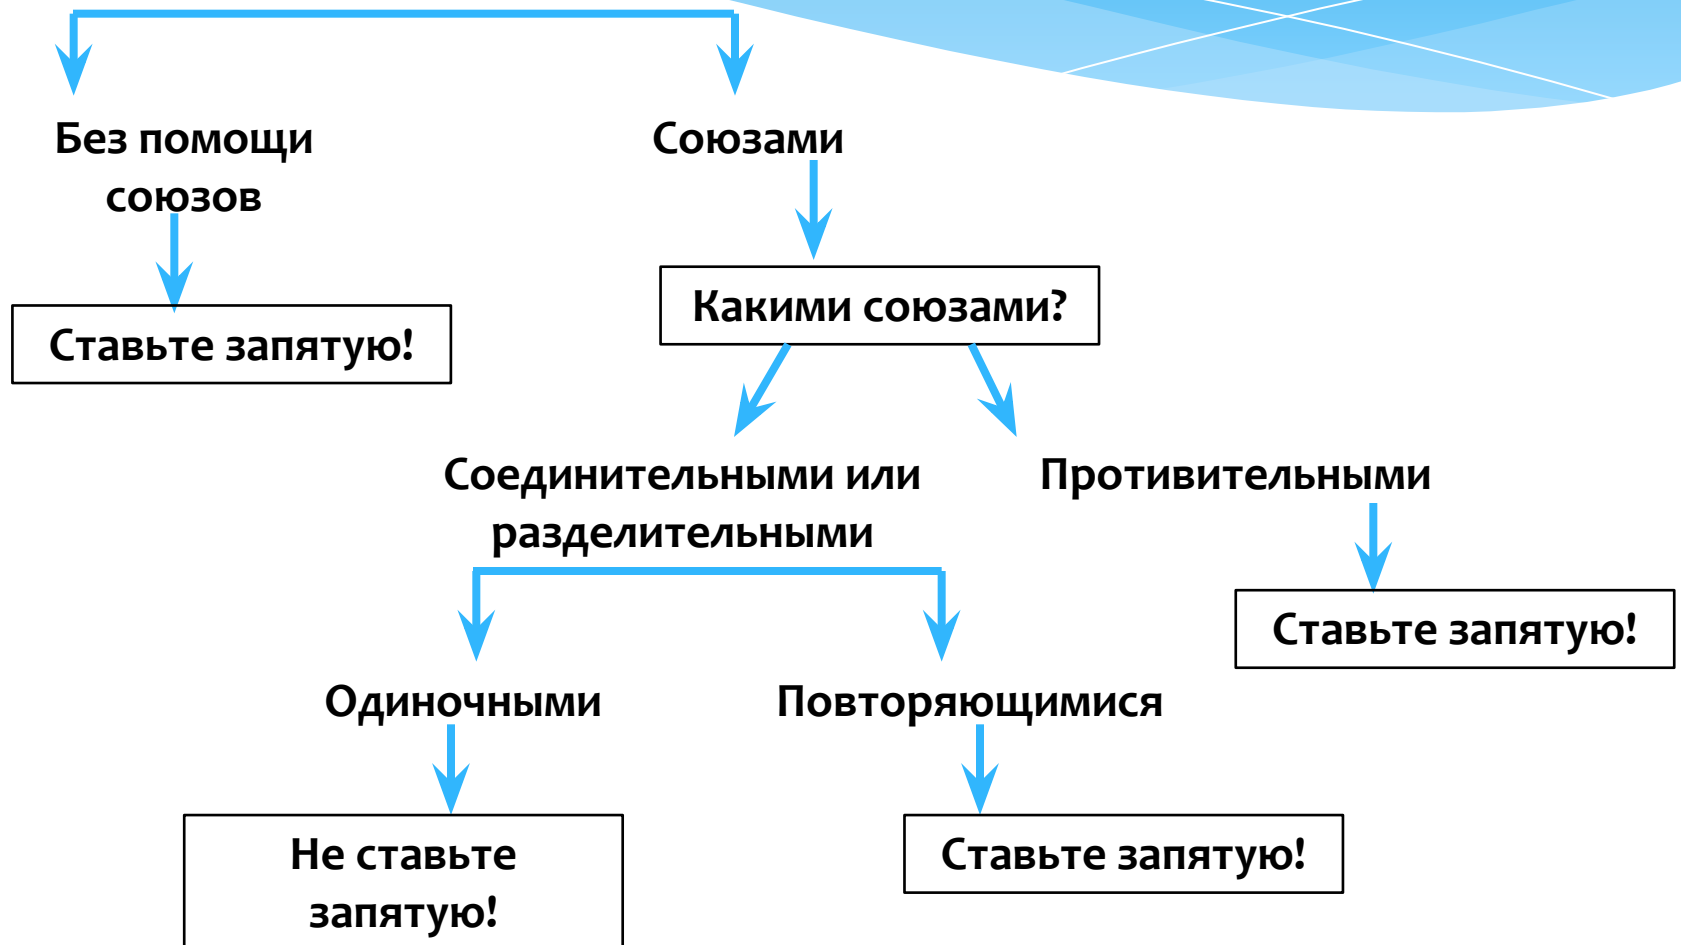 Без помощи
союзов
Союзами
Ставьте запятую!
Какими союзами?
Соединительными или
разделительными
Противительными
Ставьте запятую!
Одиночными
Повторяющимися
Не ставьте
запятую!
Ставьте запятую!